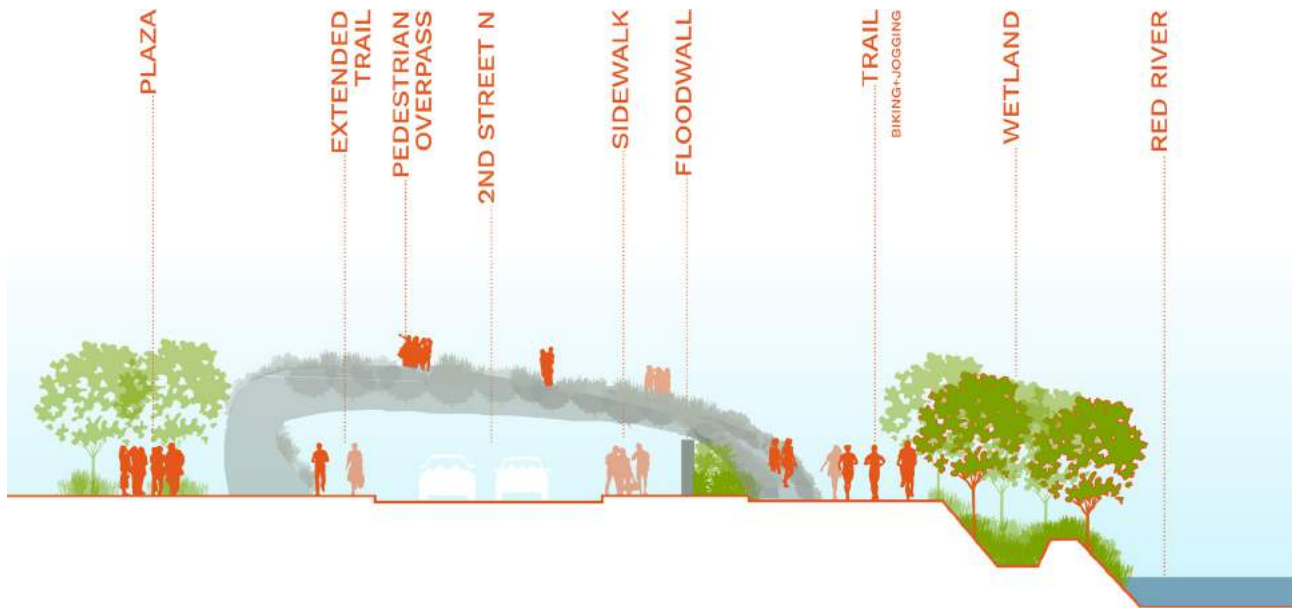 PLAZA
EXTENDED
TRAIL
PEDESTRIAN
OVERPASS
2ND STREET N
SIDEWALK
FLOODWALL
TRAIL
BIKING+JOGGING
WETLAND
RED RIVER